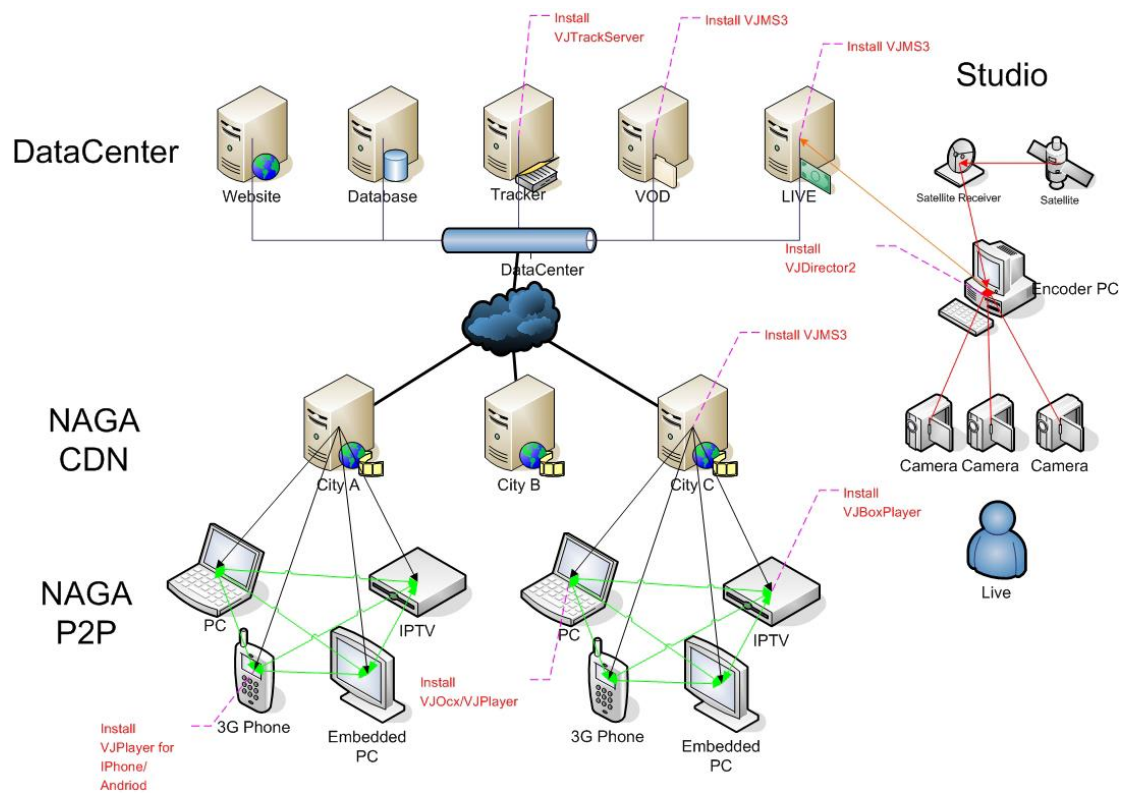 Install
VJTrackServer
Install VJMS3
Install VJMS3
Studio
DataCenter
Website
Database
Tracker
VOD
LIVE
Satellite Receiver
Satellite
DataCenter
Install
VJDirector2
Encoder PC
Install VJMS3
NAGA
CDN
City A
City B
City C
Camera
Camera
Camera
Install
VJBoxPlayer
Live
NAGA
P2P
PC
IPTV
3G Phone
Embedded
PC
Install
VJOcx/VJPlayer
PC
IPTV
3G Phone
Embedded
PC
Install
VJPlayer for
IPhone/
Andriod